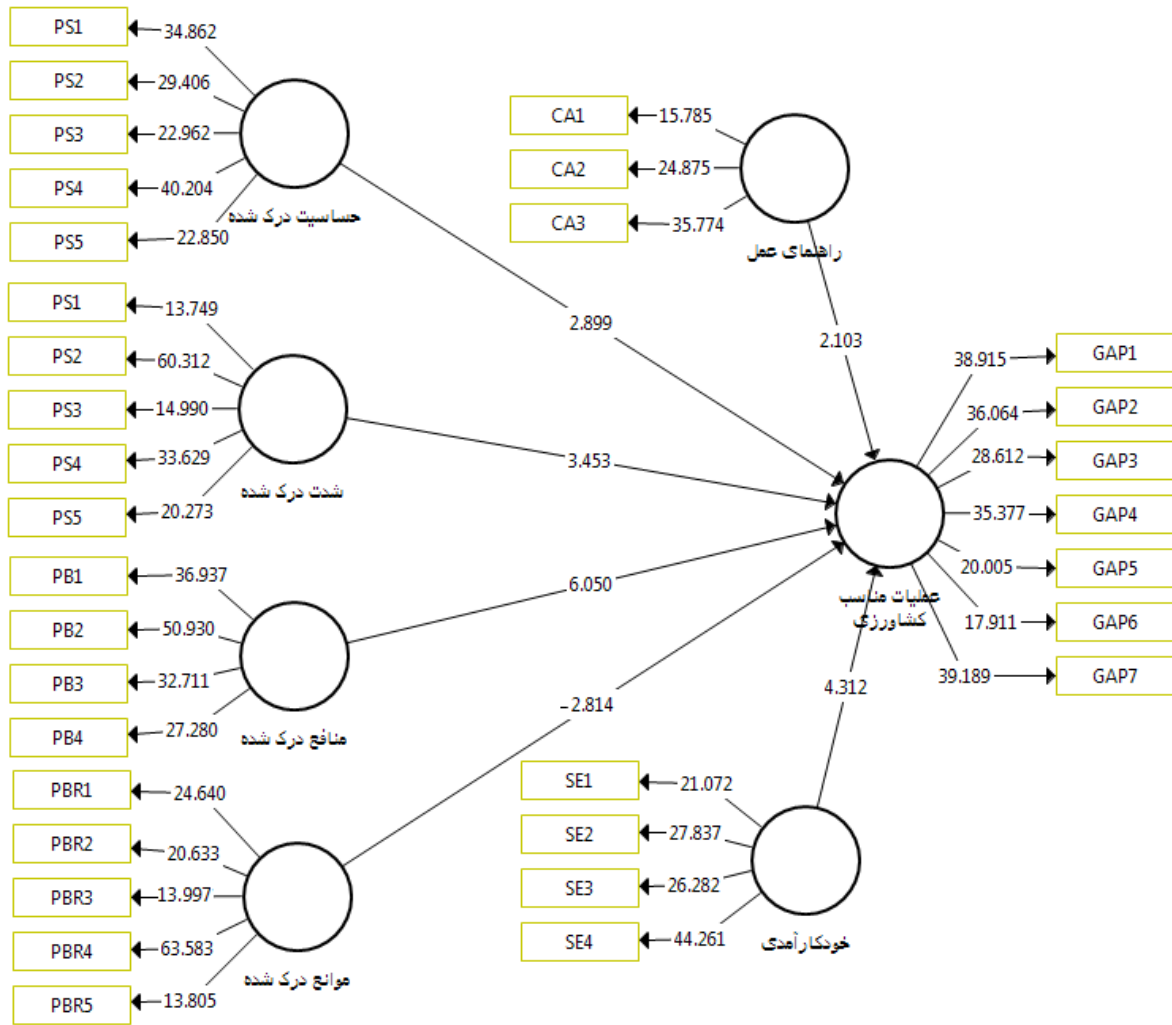 PS1
34.862
PS2
29.406
PS3
22.962
PS4
40.204
PS5
22.850
حساسیت درک شده
2.899
PS1
13.749
PS2
60.312
PS3
14.990
PS4
33.629
PS5
20.273
شدت درک شده
3.453
PB1
36.937
PB2
50.930
PB3
32.711
PB4
27.280
منافع درک شده
6.050
PBR1
24.640
PBR2
20.633
PBR3
13.997
PBR4
63.583
PBR5
13.805
موانع درک شده
-2.814
CA1
15.785
CA2
24.875
CA3
35.774
راهنمای عمل
2.103
SE1
21.072
SE2
27.837
SE3
26.282
SE4
44.261
خودکارآمدی
4.312
عملیات مناسب
کشاورزی
38.915
GAP1
36.064
GAP2
28.612
GAP3
35.377
GAP4
20.005
GAP5
17.911
GAP6
39.189
GAP7